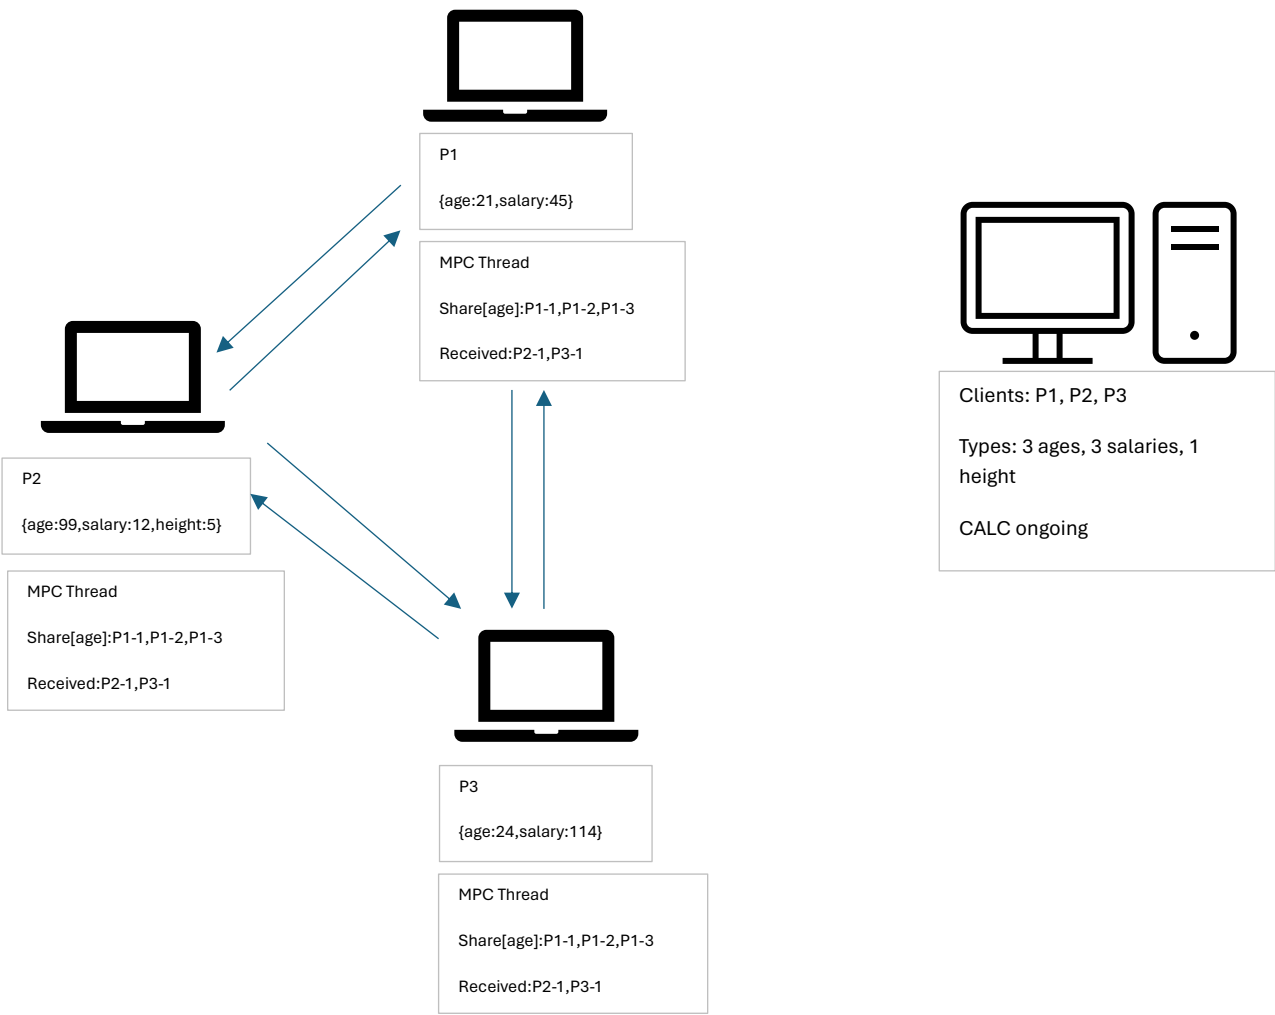 P1
{age:21,salary:45}
MPC Thread
Share[age]:P1-1,P1-2,P1-3
Received:P2-1,P3-1
Clients: P1, P2, P3
Types: 3 ages, 3 salaries, 1
height
CALC ongoing
P2
{age:99,salary:12,height:5}
MPC Thread
Share[age]:P1-1,P1-2,P1-3
Received:P2-1,P3-1
P3
{age:24,salary:114}
MPC Thread
Share[age]:P1-1,P1-2,P1-3
Received:P2-1,P3-1